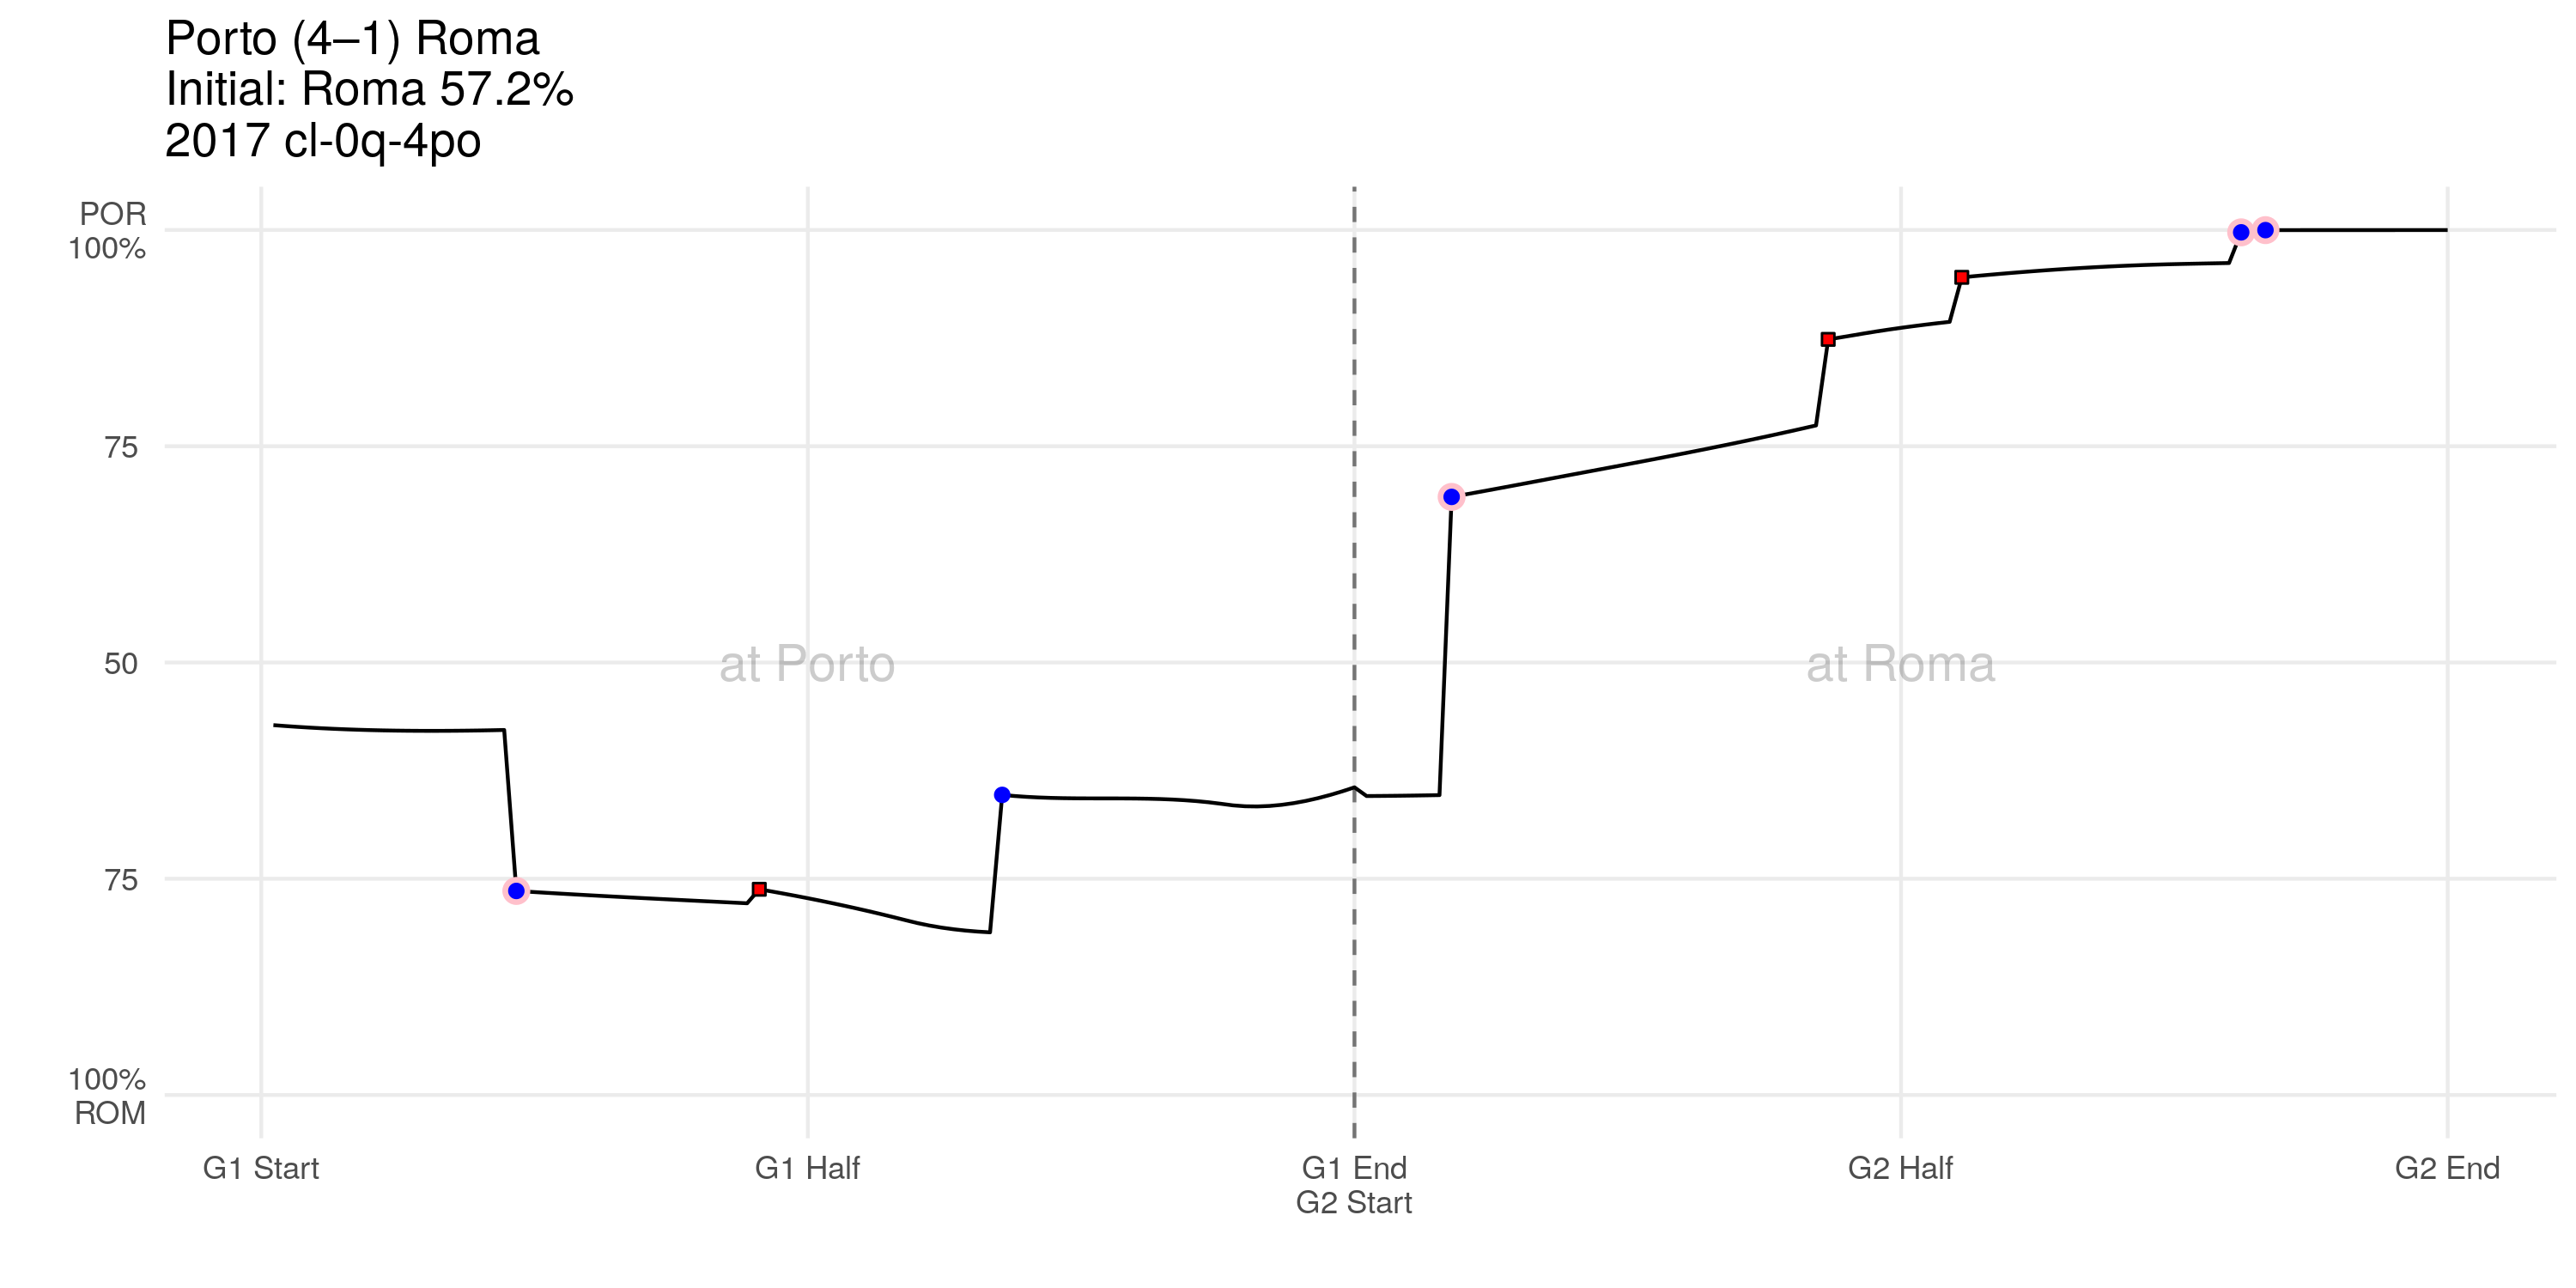 Porto (4–1) Roma
Initial: Roma 57.2%
2017 cl-0q-4po
POR
100%
75
50
75
100%
ROM
at Porto
at Roma
G1 Start
G1 Half
G1 End
G2 Start
G2 Half
G2 End